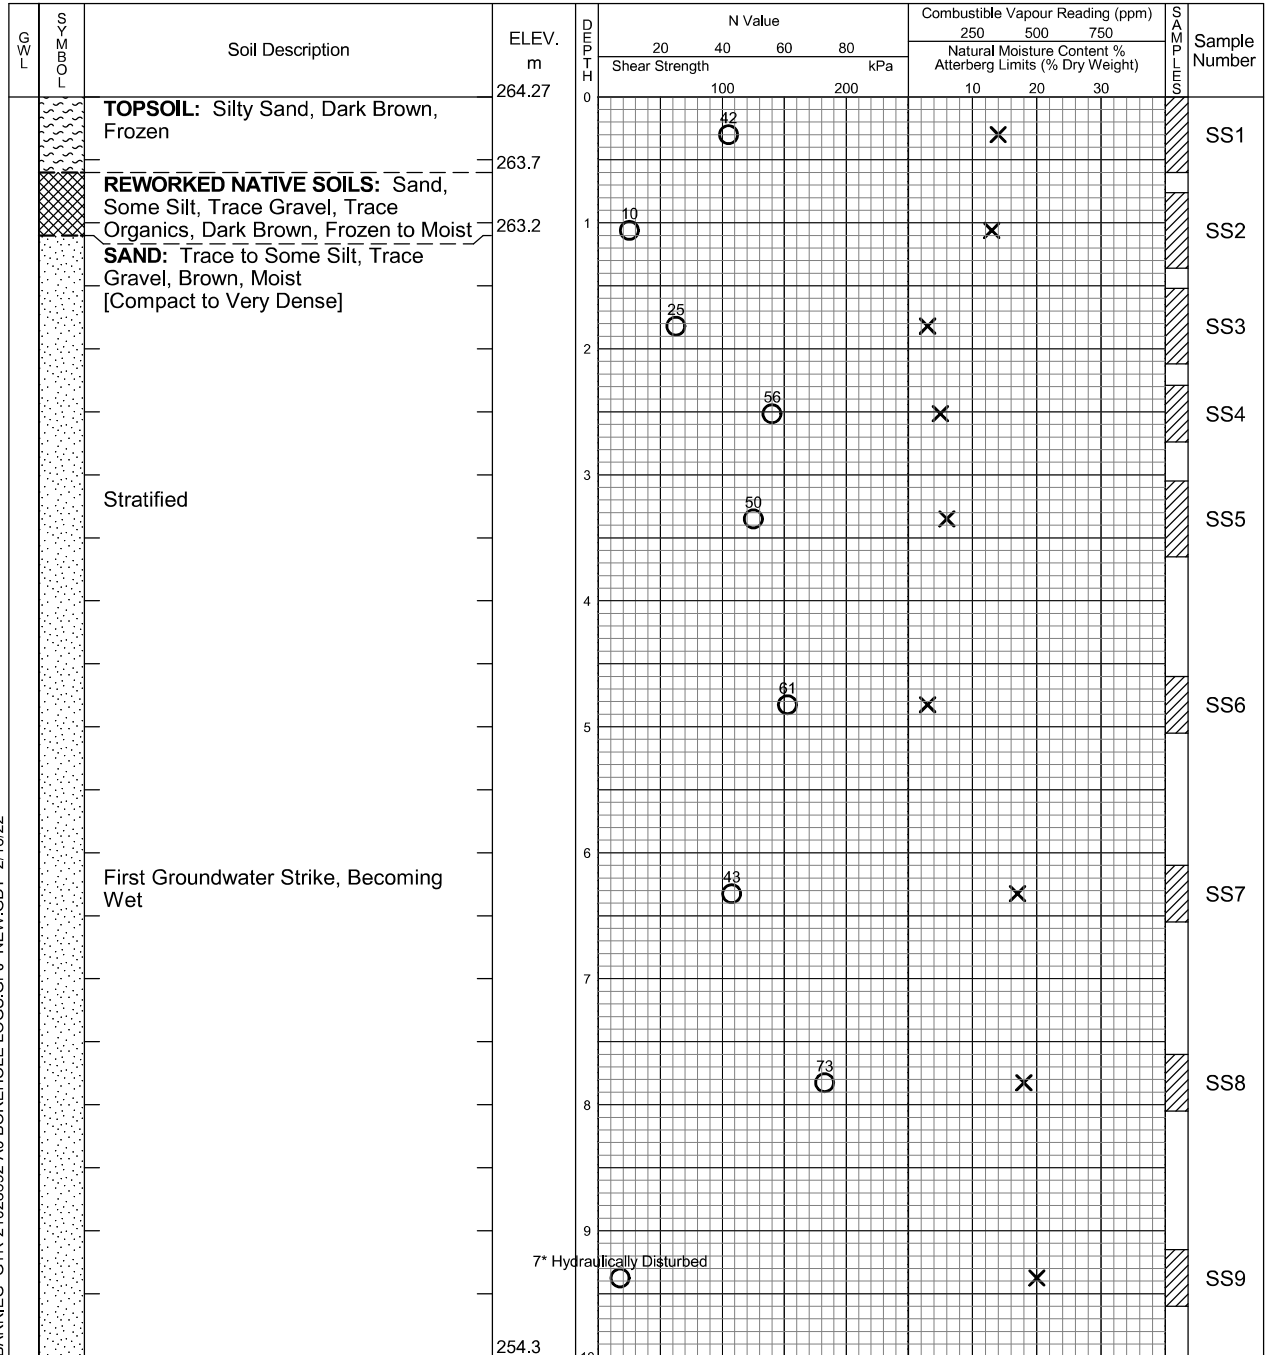 GWL
SYMBOL
Soil Description
ELEV.
m
DEPTH
N Value
20 40 60 80
Shear Strength kPa
100 200
Combustible Vapour Reading (ppm)
250 500 750
Natural Moisture Content %
Atterberg Limits (% Dry Weight)
10 20 30
SAMPLES
Sample
Number
264.27
0
TOPSOIL: Silty Sand, Dark Brown,
Frozen
42
SS1
263.7
REWORKED NATIVE SOILS: Sand,
Some Silt, Trace Gravel, Trace
Organics, Dark Brown, Frozen to Moist
263.2
1
10
SS2
SAND: Trace to Some Silt, Trace
Gravel, Brown, Moist
[Compact to Very Dense]
25
SS3
2
56
SS4
3
Stratified
50
SS5
4
61
SS6
5
6
First Groundwater Strike, Becoming
Wet
43
SS7
7
73
SS8
8
9
7* Hydraulically Disturbed
SS9
254.3